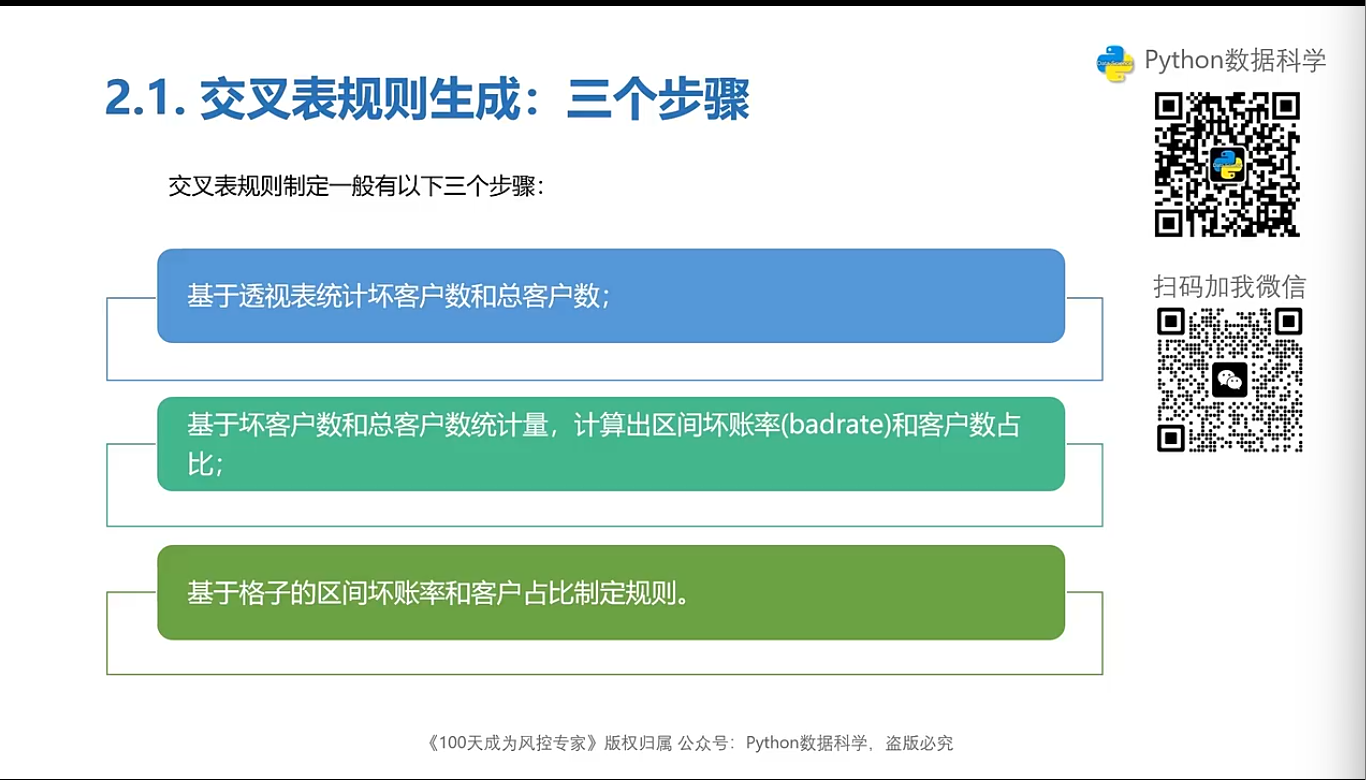 2.1. 交叉表规则生成：三个步骤
Python数据科学
交叉表规则制定一般有以下三个步骤：
基于透视表统计坏客户数和总客户数；
扫码加我微信
基于坏客户数和总客户数统计量，计算出区间坏账率(badrate)和客户数占
比；
基于格子的区间坏账率和客户占比制定规则。
《100天成为风控专家》版权归属 公众号：Python数据科学，盗版必究